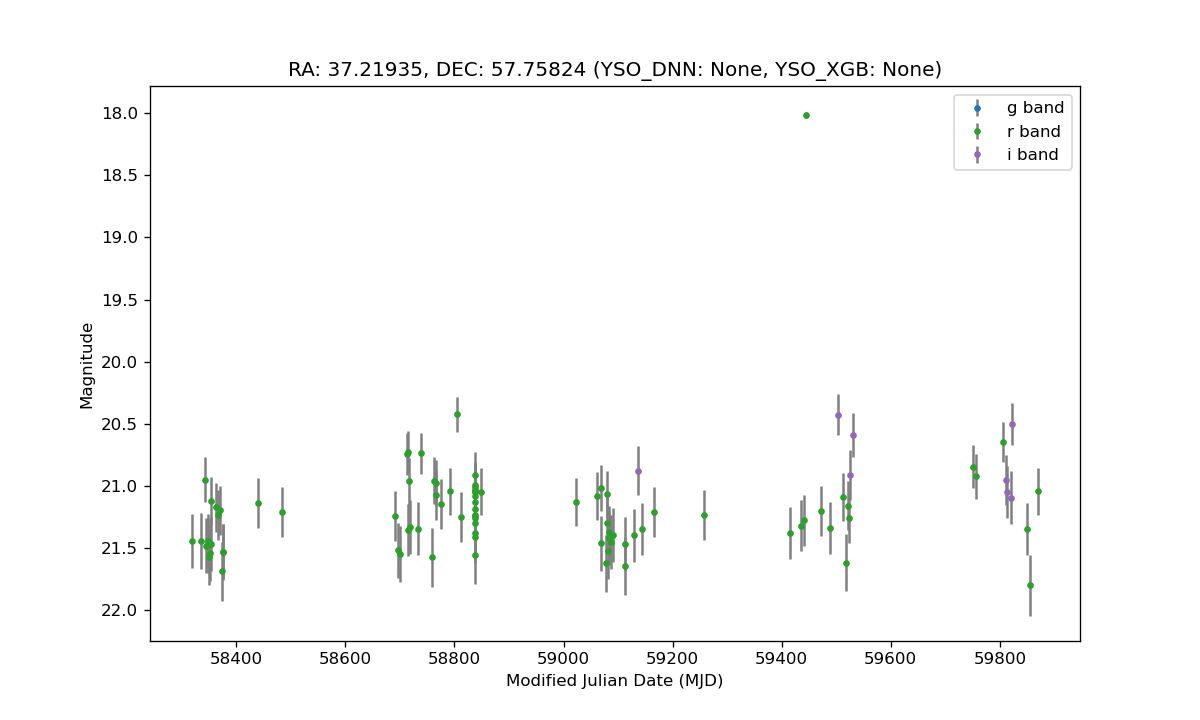 RA: 37.21935, DEC: 57.75824 (YSO_DNN: None, YSO_XGB: None)
g band
r band
i band
18.0
18.5
19.0
19.5
20.0
20.5
21.0
21.5
22.0
Magnitude
58400 58600 58800 59000 59200 59400 59600 59800
Modified Julian Date (MJD)